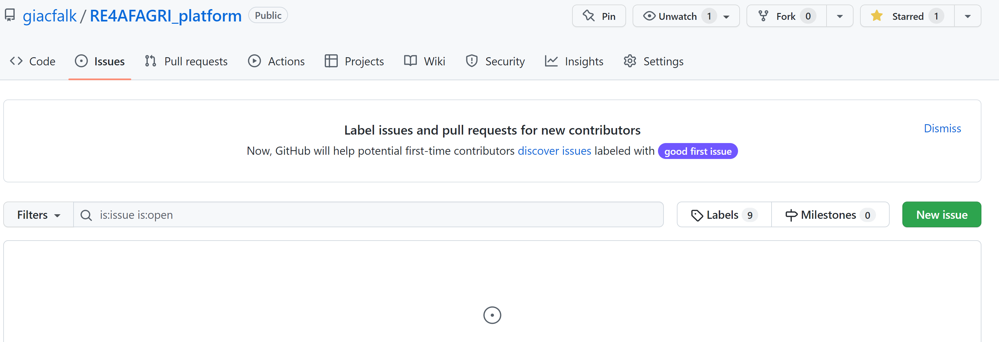 giacfalk / RE4AFAGRI_platform Public Pin Unwatch 1 Fork 0 Starred 1
Code Issues Pull requests Actions Projects Wiki Security Insights Settings
Label issues and pull requests for new contributors
Dismiss
Now, GitHub will help potential first-time contributors discover issues labeled with good first issue
Filters is:issue is:open Labels 9 Milestones 0 New issue